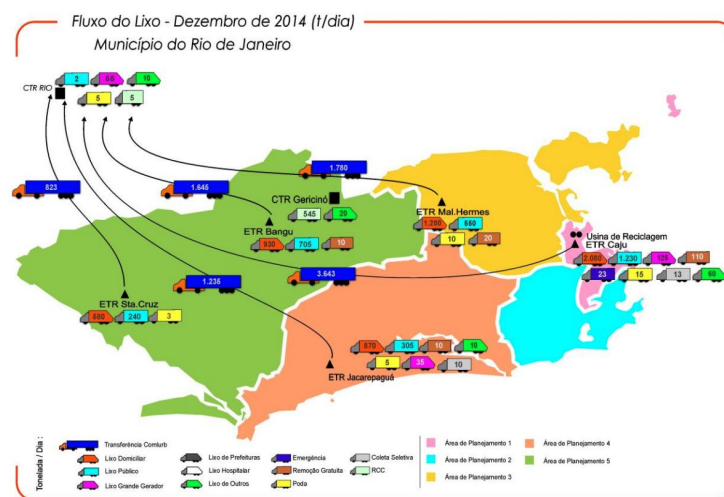 Fluxo do Lixo - Dezembro de 2014 (t/dia)
Município do Rio de Janeiro
2
66
10
CTR RIO
5
5
1.780
823
1.645
CTR Gericinó
545
20
ETR Bangu
930
705
10
ETR Mal.Hermes
550
10
20
Usina de Reciclagem
ETR Caju
2.080
1.230
125
110
23
15
13
60
1.235
3.643
ETR Sta.Cruz
580
240
3
870
305
10
10
5
35
10
ETR Jacarepaguá
Tonelada / Dia :
Transferência Comlurb
Lixo Domiciliar
Lixo Público
Lixo Grande Gerador
Lixo de Prefeituras
Lixo Hospitalar
Lixo de Outros
Emergência
Remoção Gratuita
Poda
Coleta Seletiva
RCC
Área de Planejamento 1
Área de Planejamento 2
Área de Planejamento 3
Área de Planejamento 4
Área de Planejamento 5